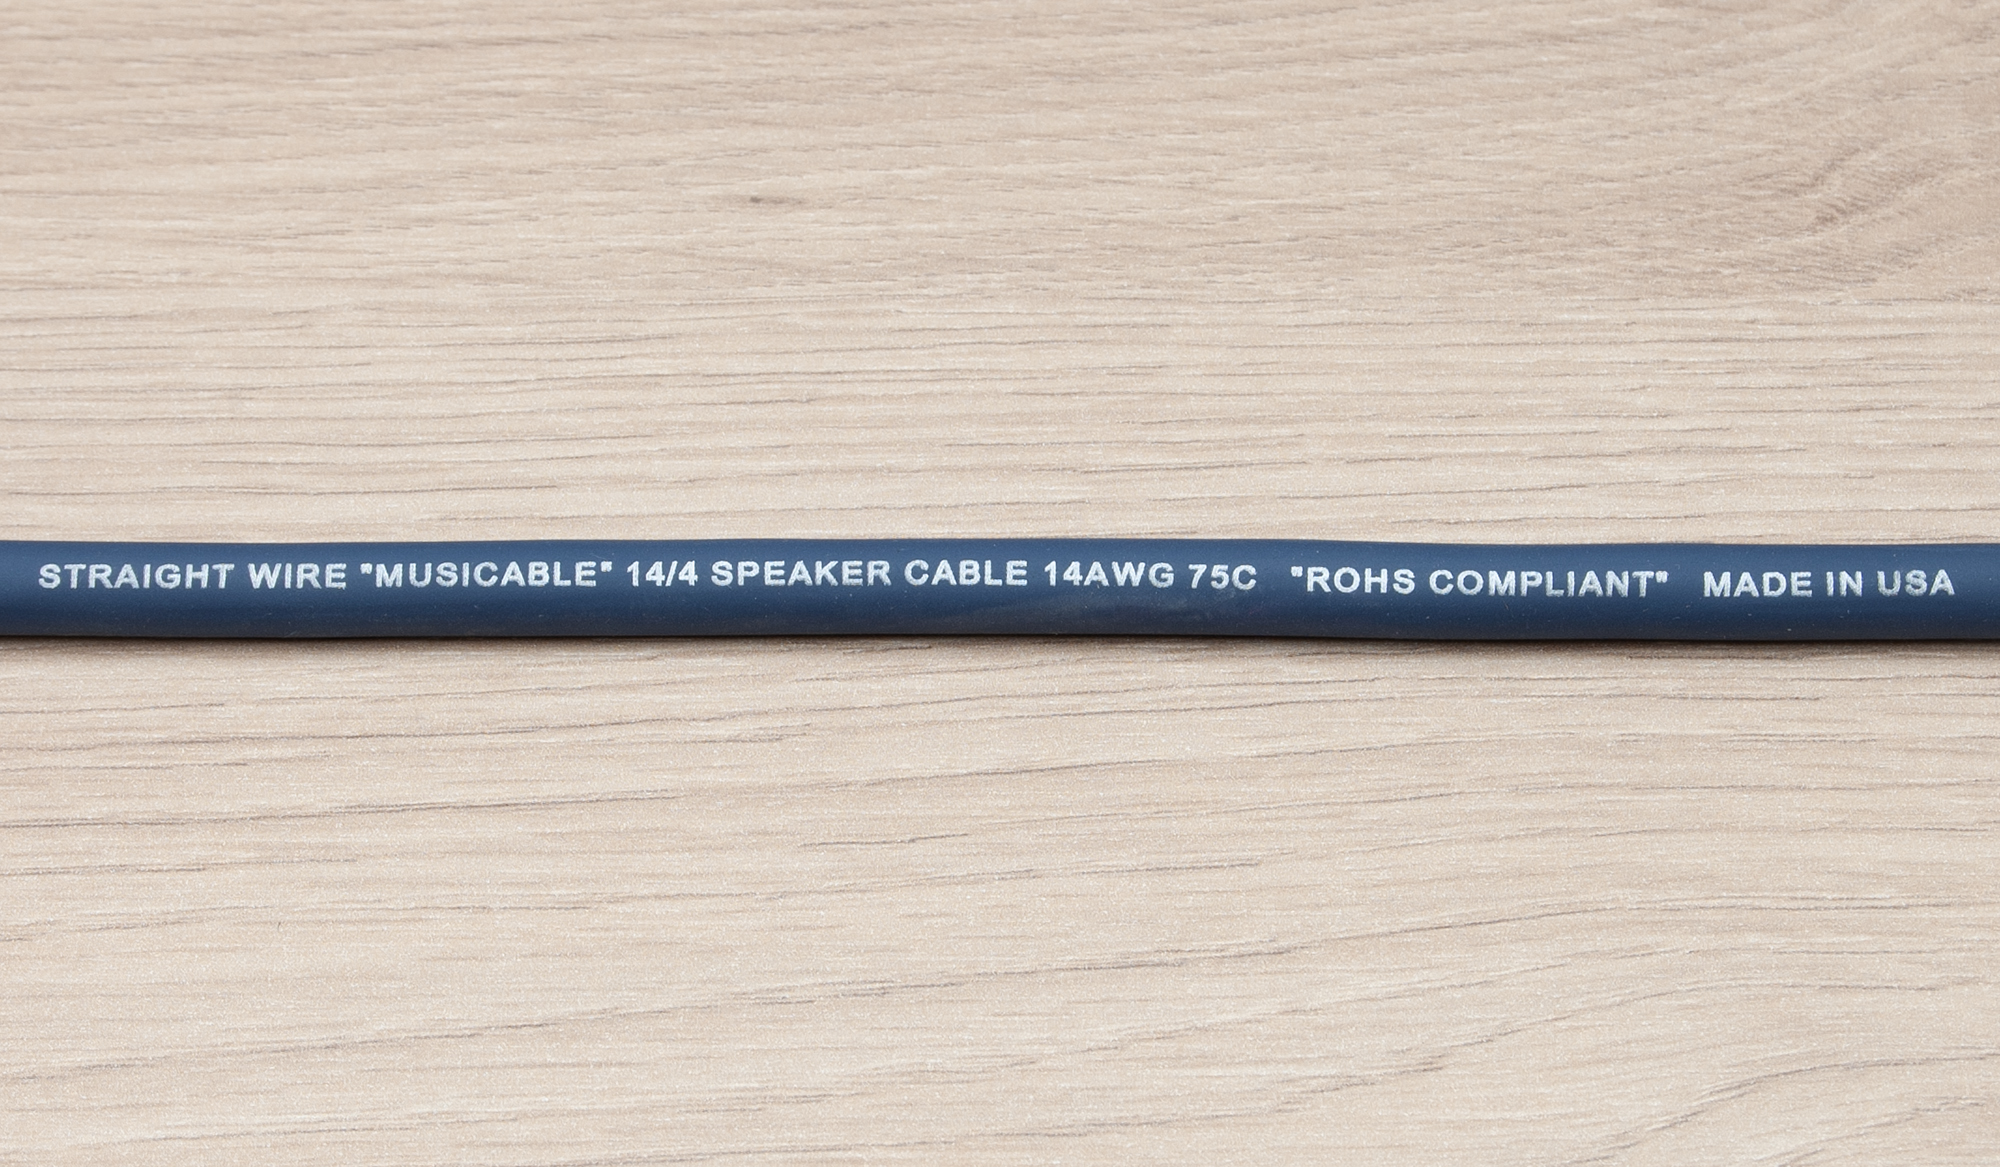 STRAIGHT WIRE "MUSICABLE" 14/4 SPEAKER CABLE 14AWG 75C "ROHS COMPLIANT" MADE IN USA